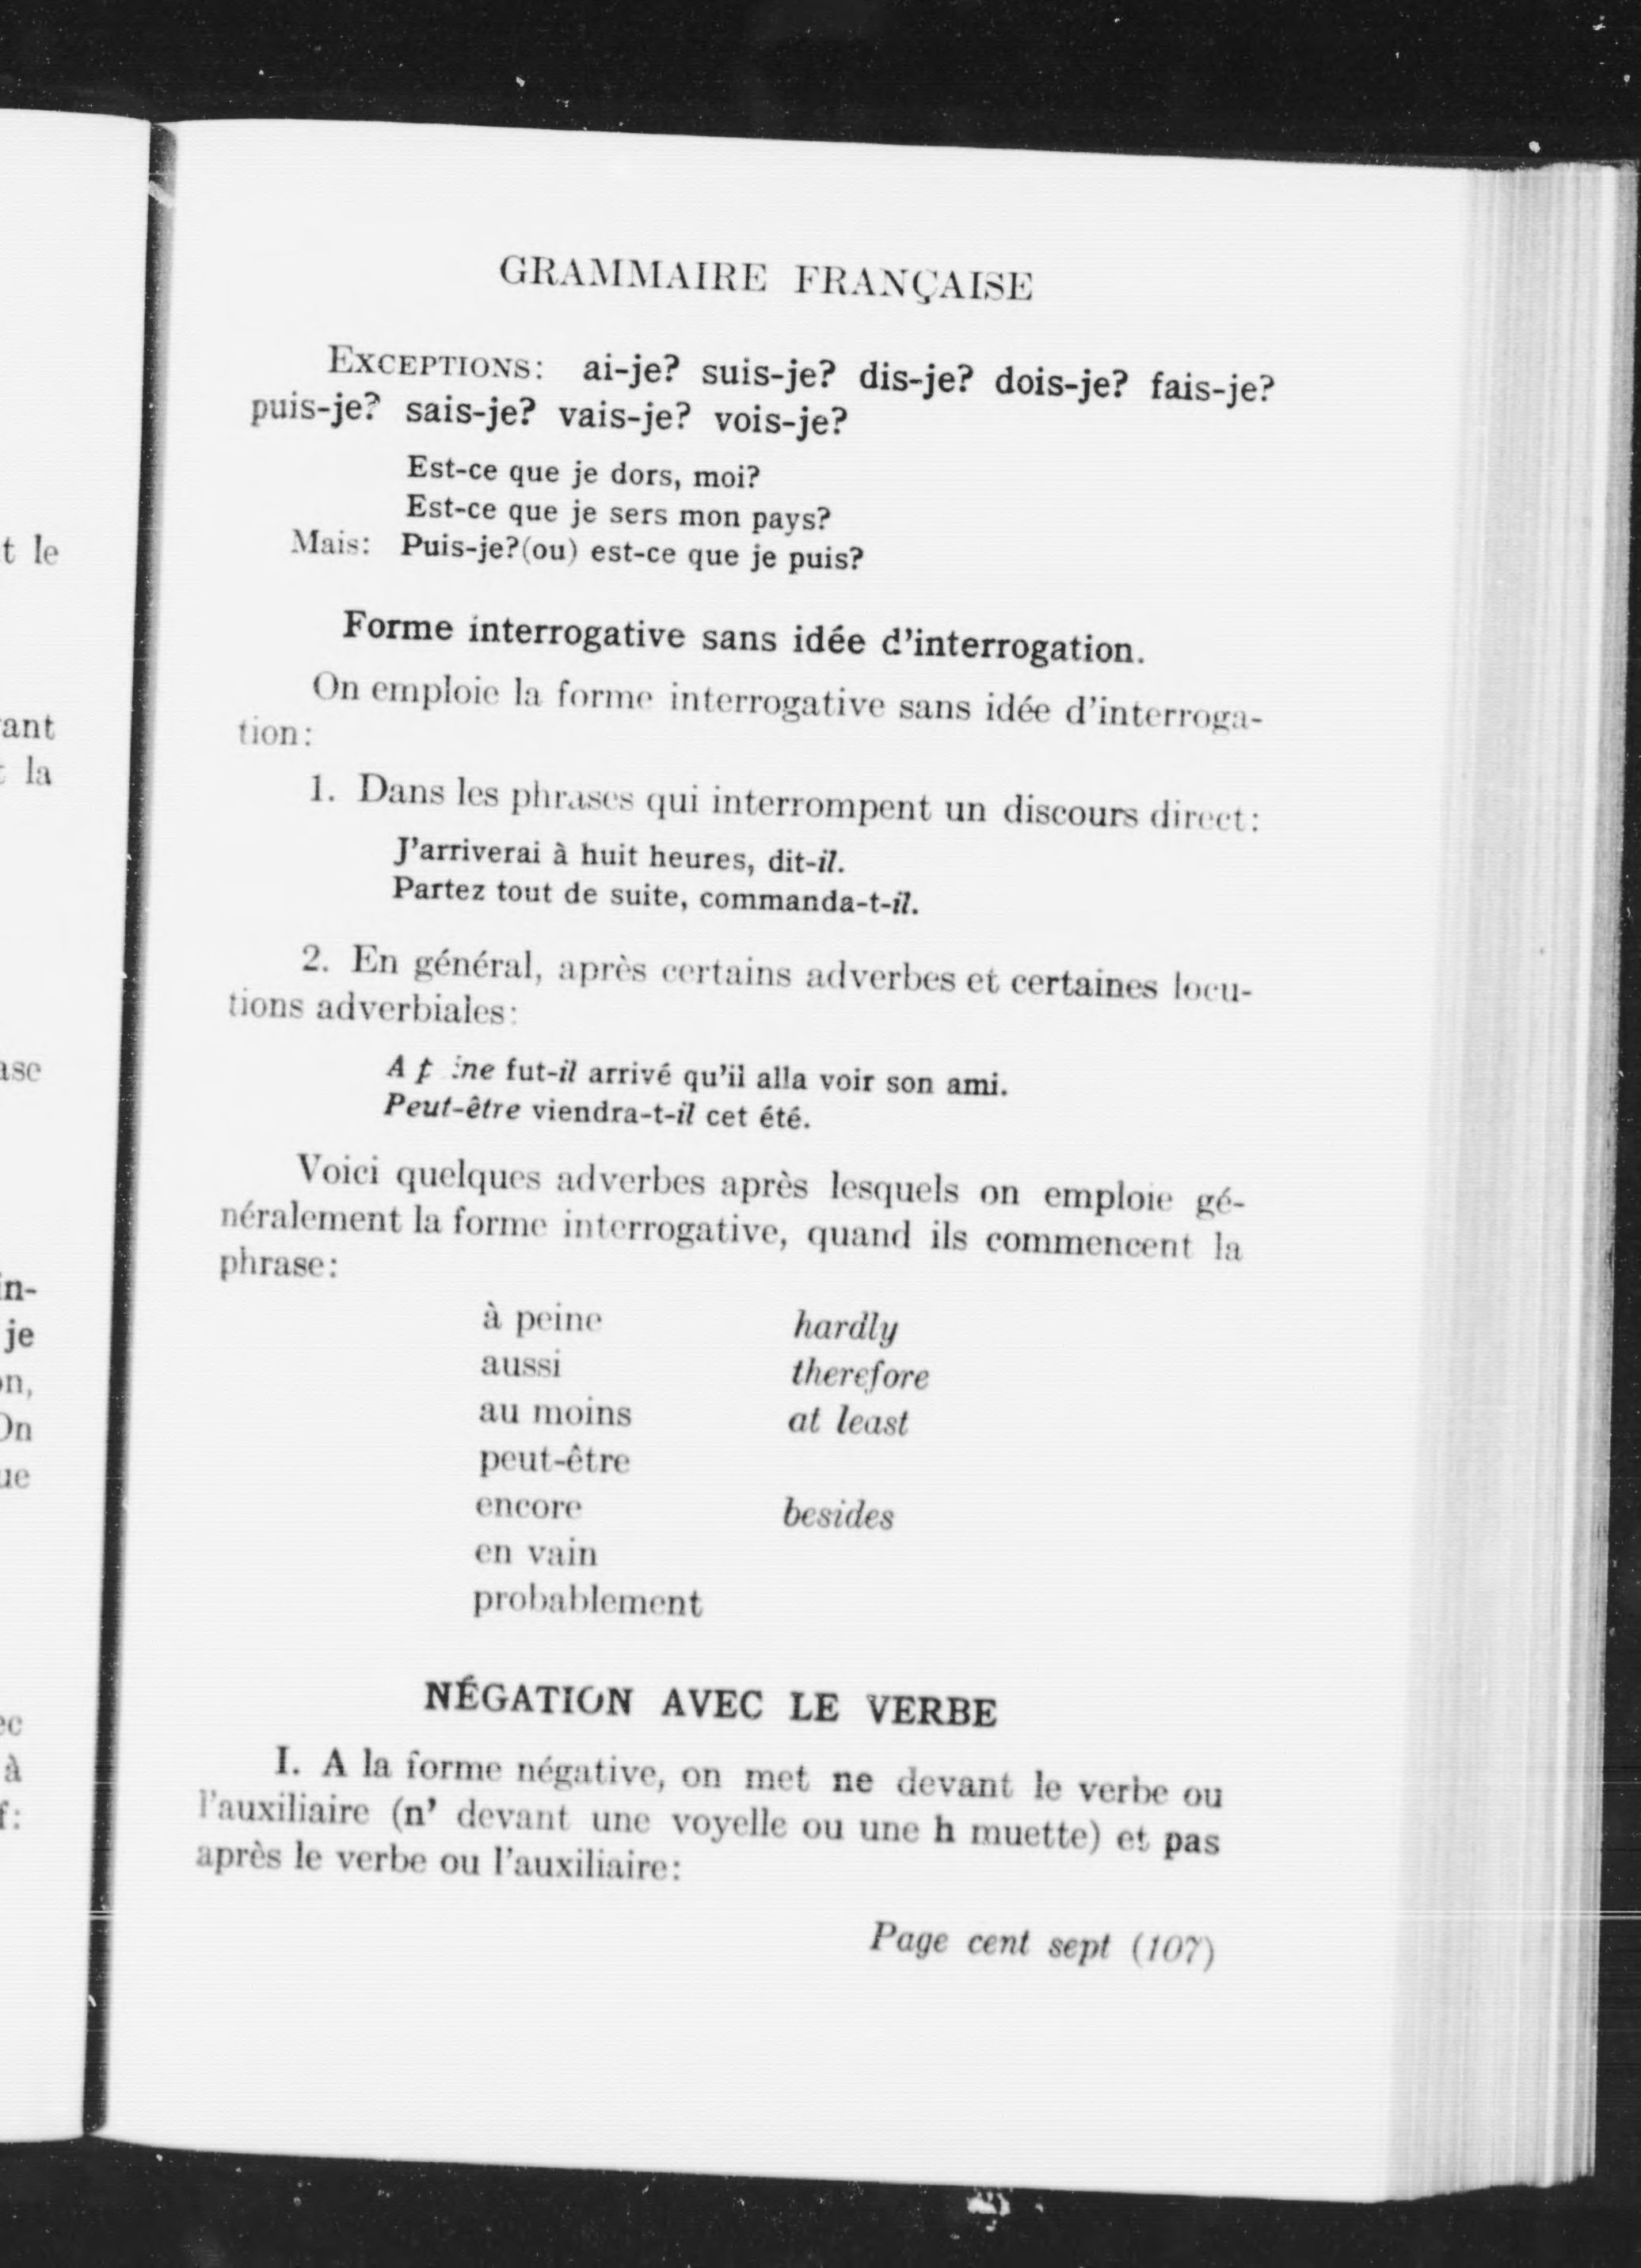 GRAMMAIRE FRANÇAISE
EXCEPTIONS: ai-je? suis-je? dis-je? dois-je? fais-je?
puis-je? sais-je? vais-je? vois-je?
Est-ce que je dors, moi?
Est-ce que je sers mon pays?
Mais: Puis-je?(ou) est-ce que je puis?
Forme interrogative sans idée d'interrogation.
On emploie la forme interrogative sans idée d'interroga-
tion:
1. Dans les phrases qui interrompent un discours direct:
J'arriverai à huit heures, dit-il.
Partez tout de suite, commanda-t-il.
2. En général, après certains adverbes et certaines locu-
tions adverbiales:
A peine fut-il arrivé qu'il alla voir son ami.
Peut-être viendra-t-il cet été.
Voici quelques adverbes après lesquels on emploie gé-
néralement la forme interrogative, quand ils commencent la
phrase:
à peine hardly
aussi therefore
au moins at least
peut-être
encore besides
en vain
probablement
NÉGATION AVEC LE VERBE
I. A la forme négative, on met ne devant le verbe ou
l'auxiliaire (n' devant une voyelle ou une h muette) et pas
après le verbe ou l'auxiliaire:
Page cent sept (107)